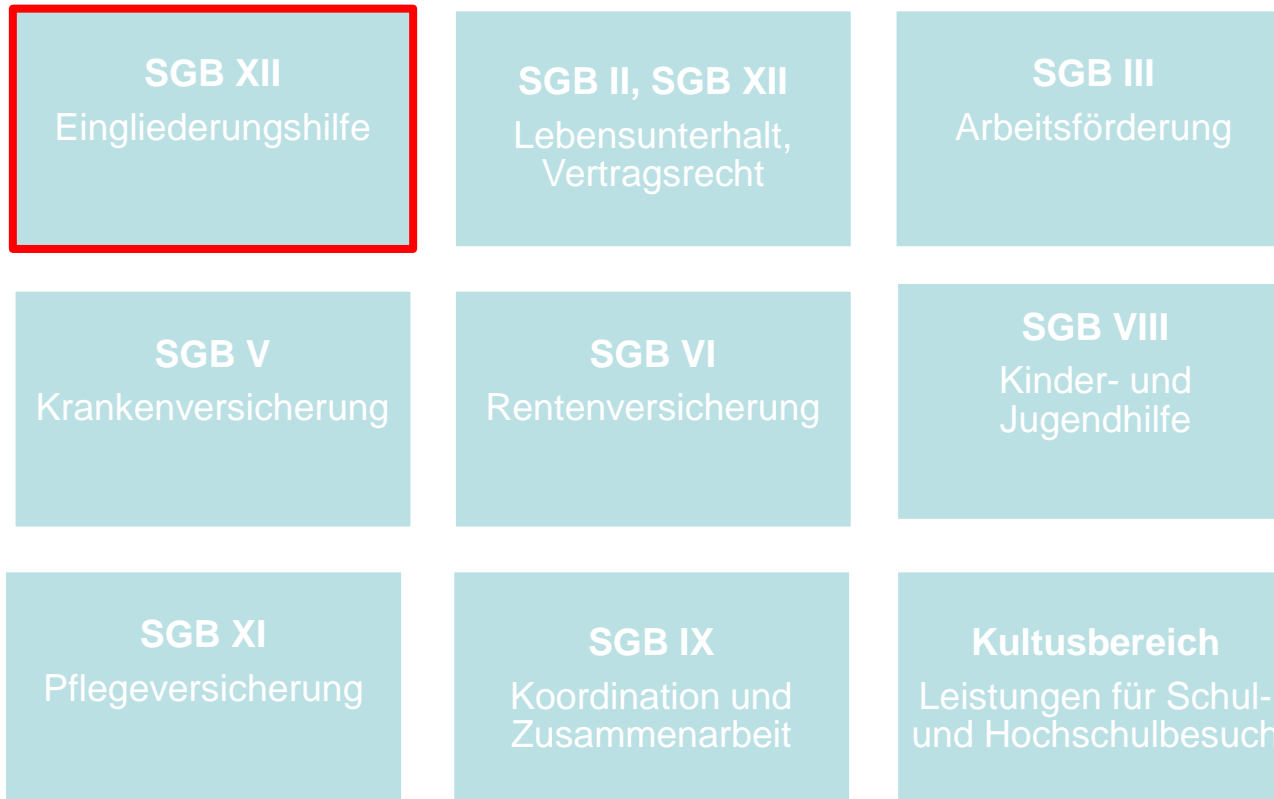 SGB XII
Eingliederungshilfe
SGB II, SGB XII
Lebensunterhalt,
Vertragsrecht
SGB III
Arbeitsförderung
SGB V
Krankenversicherung
SGB VI
Rentenversicherung
SGB VIII
Kinder- und
Jugendhilfe
SGB XI
Pflegeversicherung
SGB IX
Koordination und
Zusammenarbeit
Kultusbereich
Leistungen für Schul-
und Hochschulbesuch